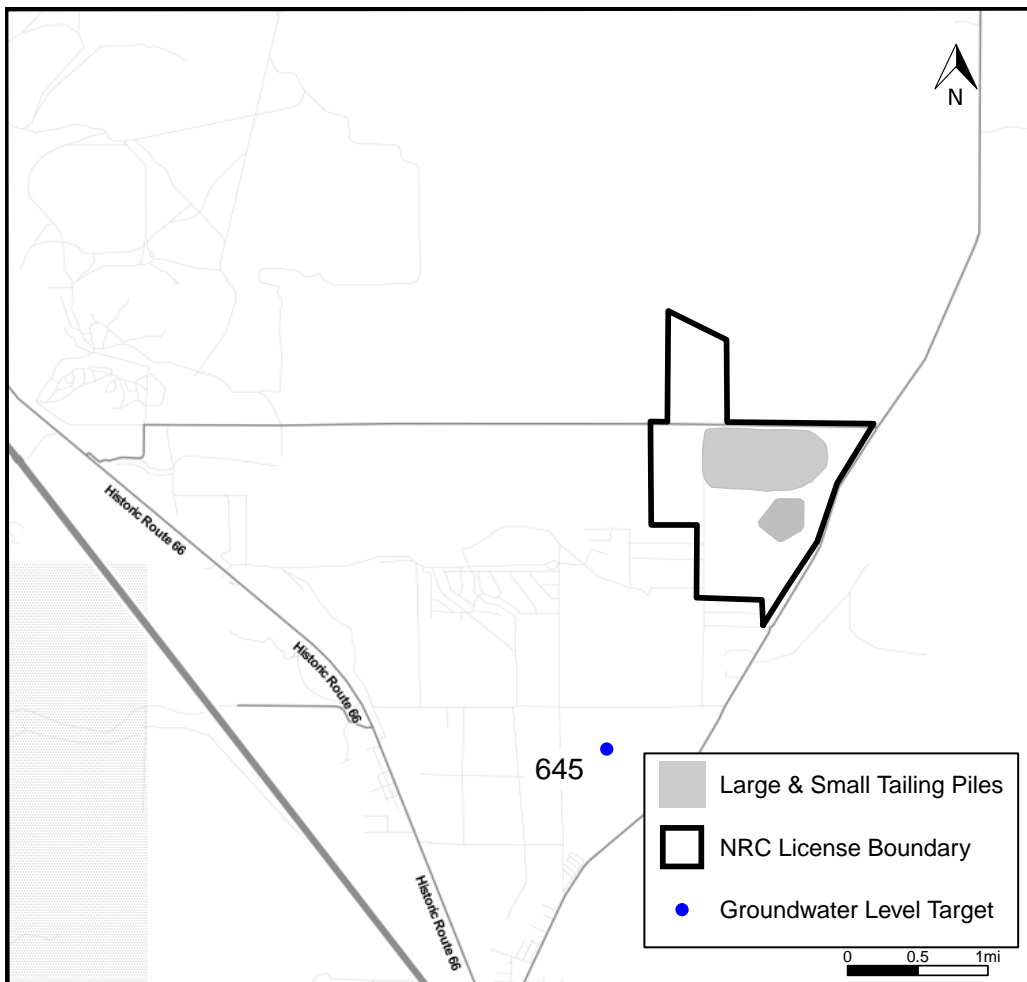 N
Historic Route 66
Historic Route 66
645
Large & Small Tailing Piles
NRC License Boundary
Historic Route 66
Groundwater Level Target
0 0.5 1mi